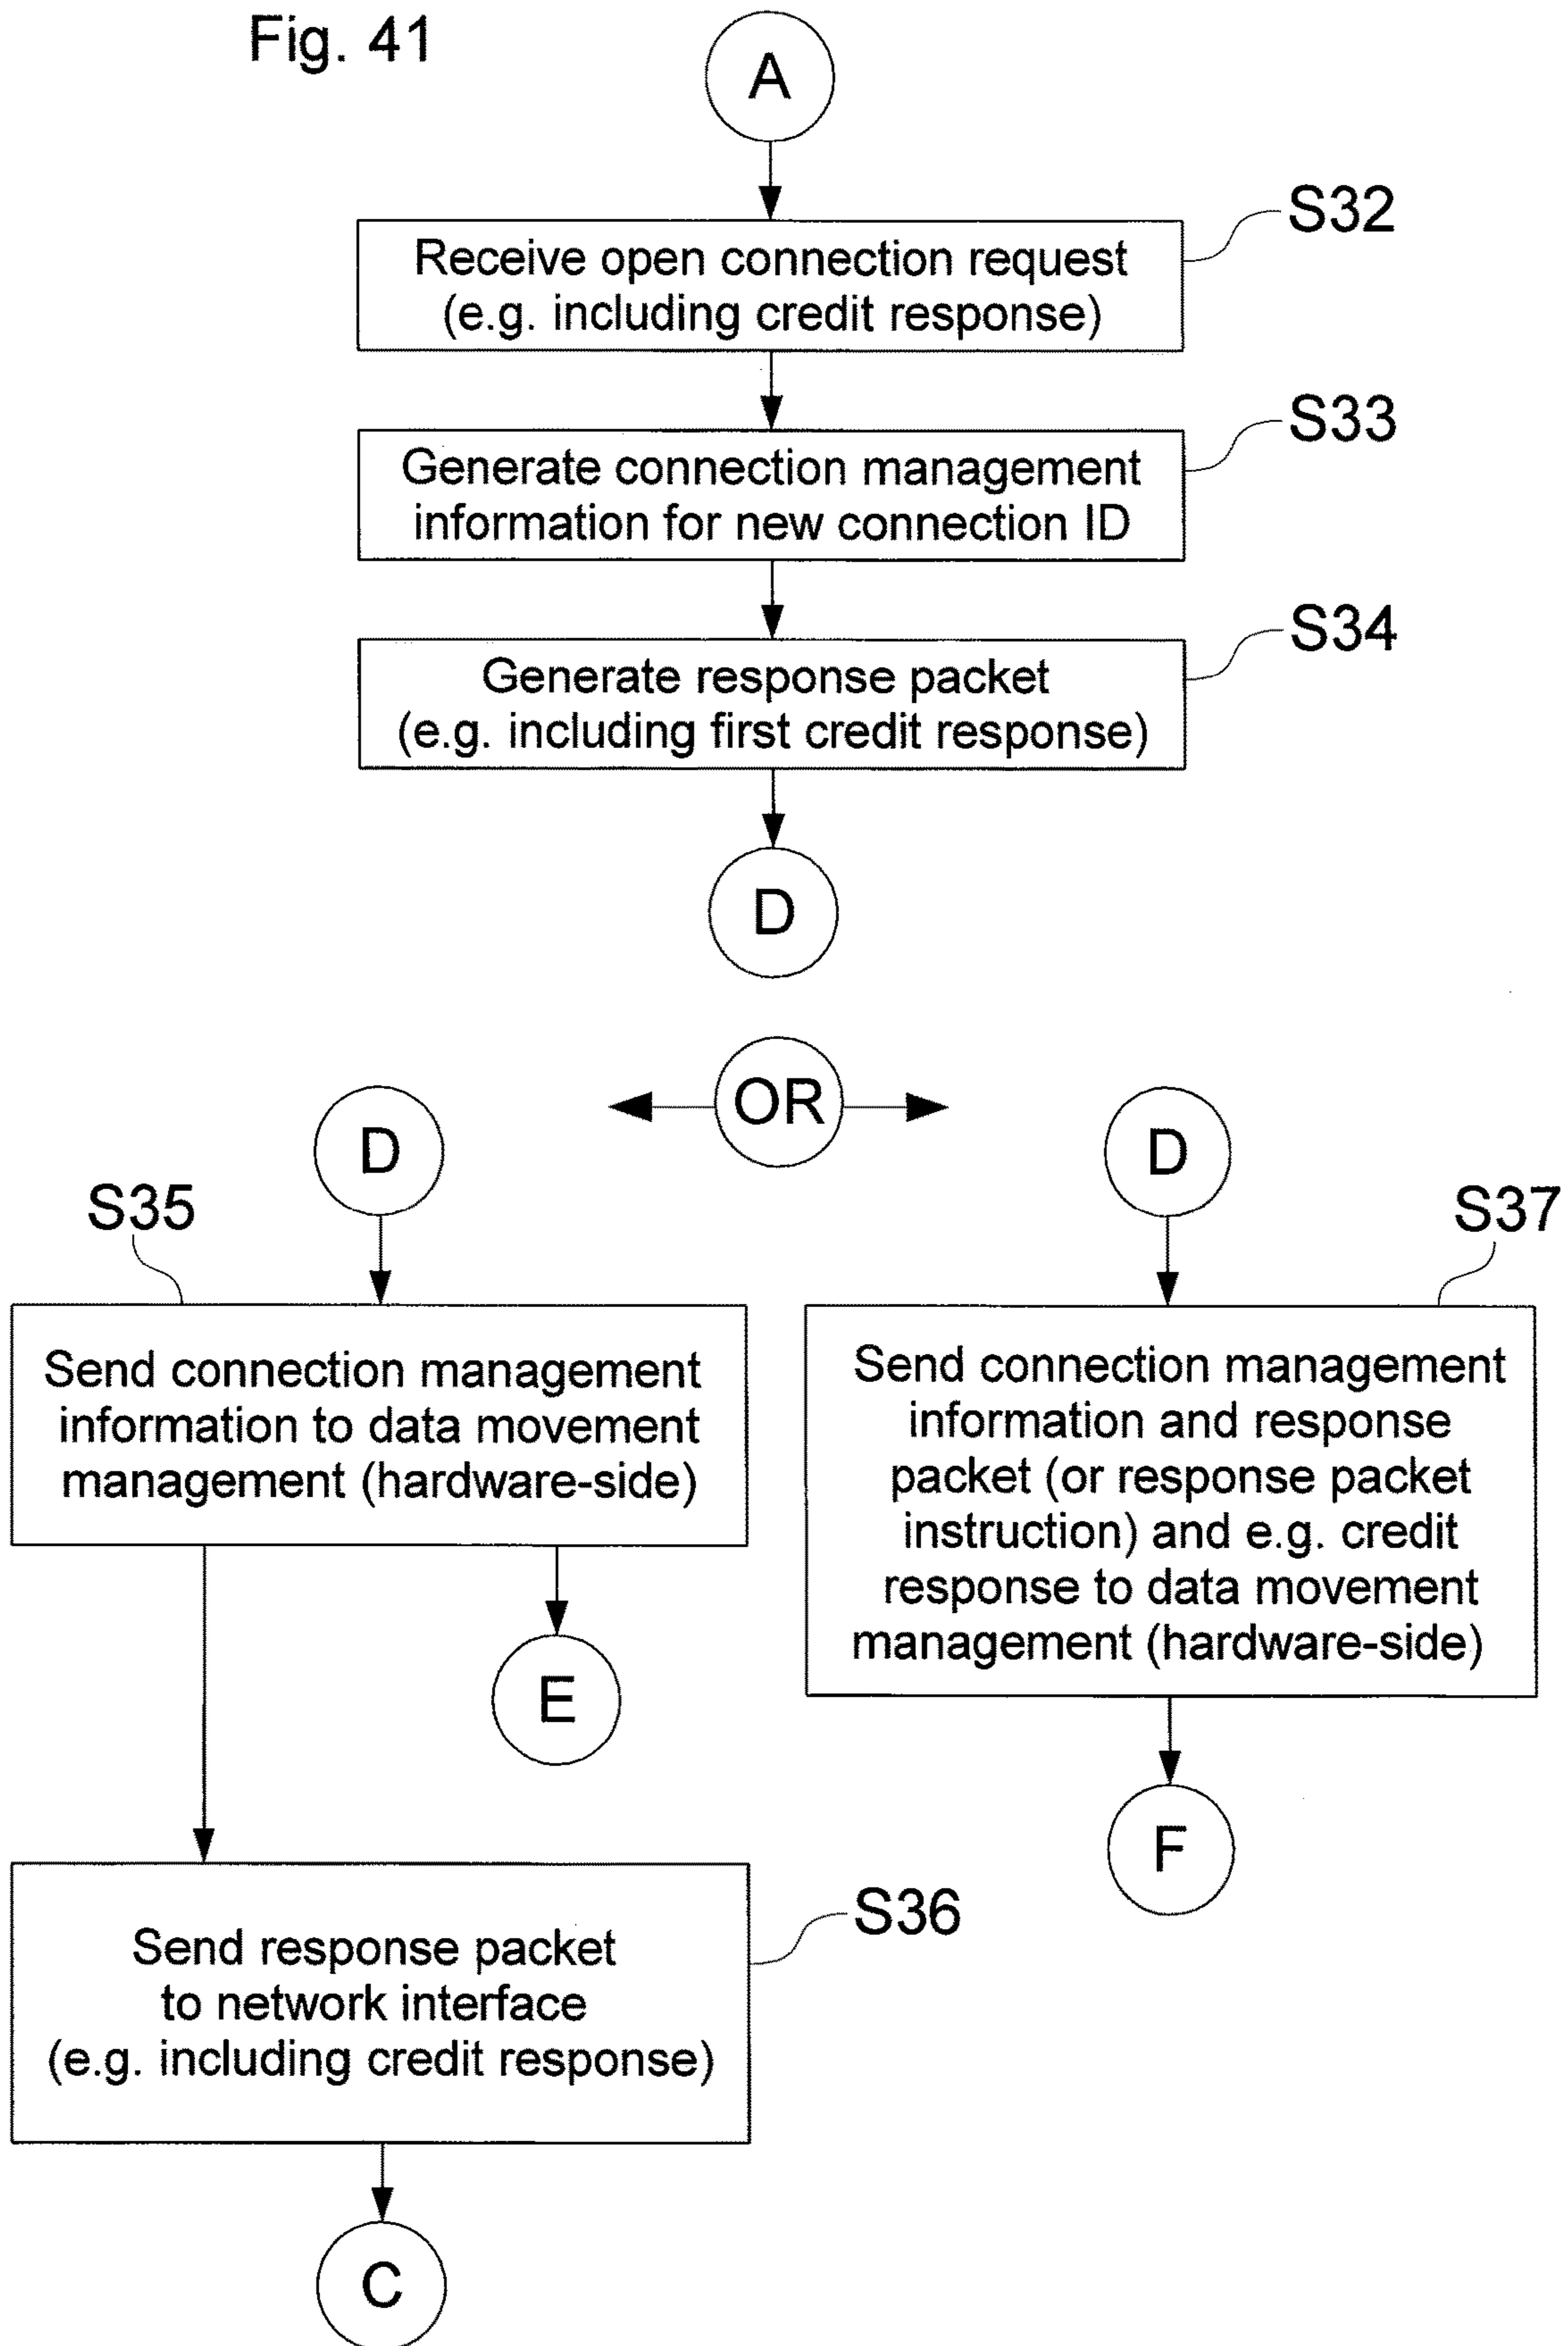 Fig. 41
A
S32
Receive open connection request
(e.g. including credit response)
S33
Generate connection management
information for new connection ID
S34
Generate response packet
(e.g. including first credit response)
D
OR
D
D
S35
S37
Send connection management
information to data movement
management (hardware-side)
Send connection management
information and response
packet (or response packet
instruction) and e.g. credit
response to data movement
management (hardware-side)
E
F
S36
Send response packet
to network interface
(e.g. including credit response)
C